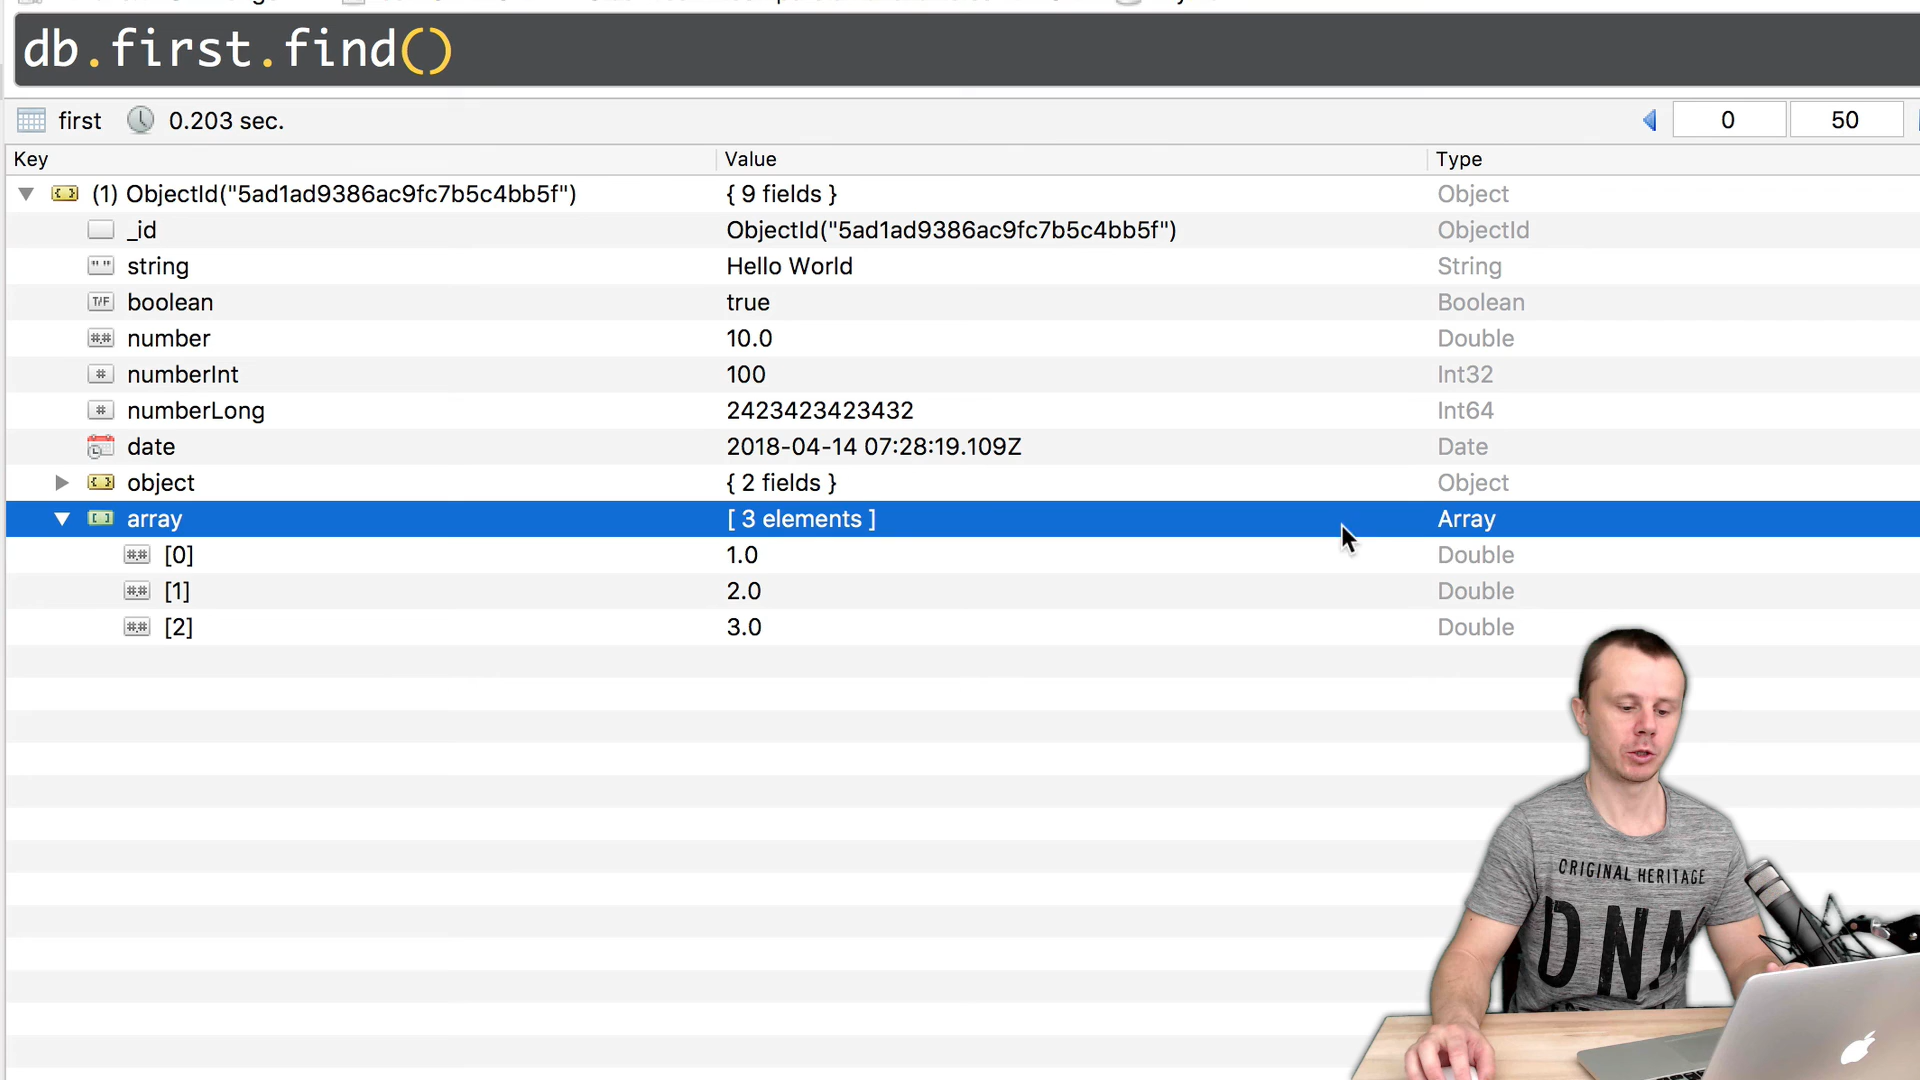 db.first.find()
first 0.203 sec. 0 50
Key Value Type
(1) ObjectId("5ad1ad9386ac9fc7b5c4bb5f") { 9 fields } Object
_id ObjectId("5ad1ad9386ac9fc7b5c4bb5f") ObjectId
"" string Hello World String
T/F boolean true Boolean
#.# number 10.0 Double
# numberInt 100 Int32
# numberLong 2423423423432 Int64
date 2018-04-14 07:28:19.109Z Date
object { 2 fields } Object
array [ 3 elements ] Array
#.# [0] 1.0 Double
#.# [1] 2.0 Double
#.# [2] 3.0 Double
ORIGINAL HERITAGE
DNA